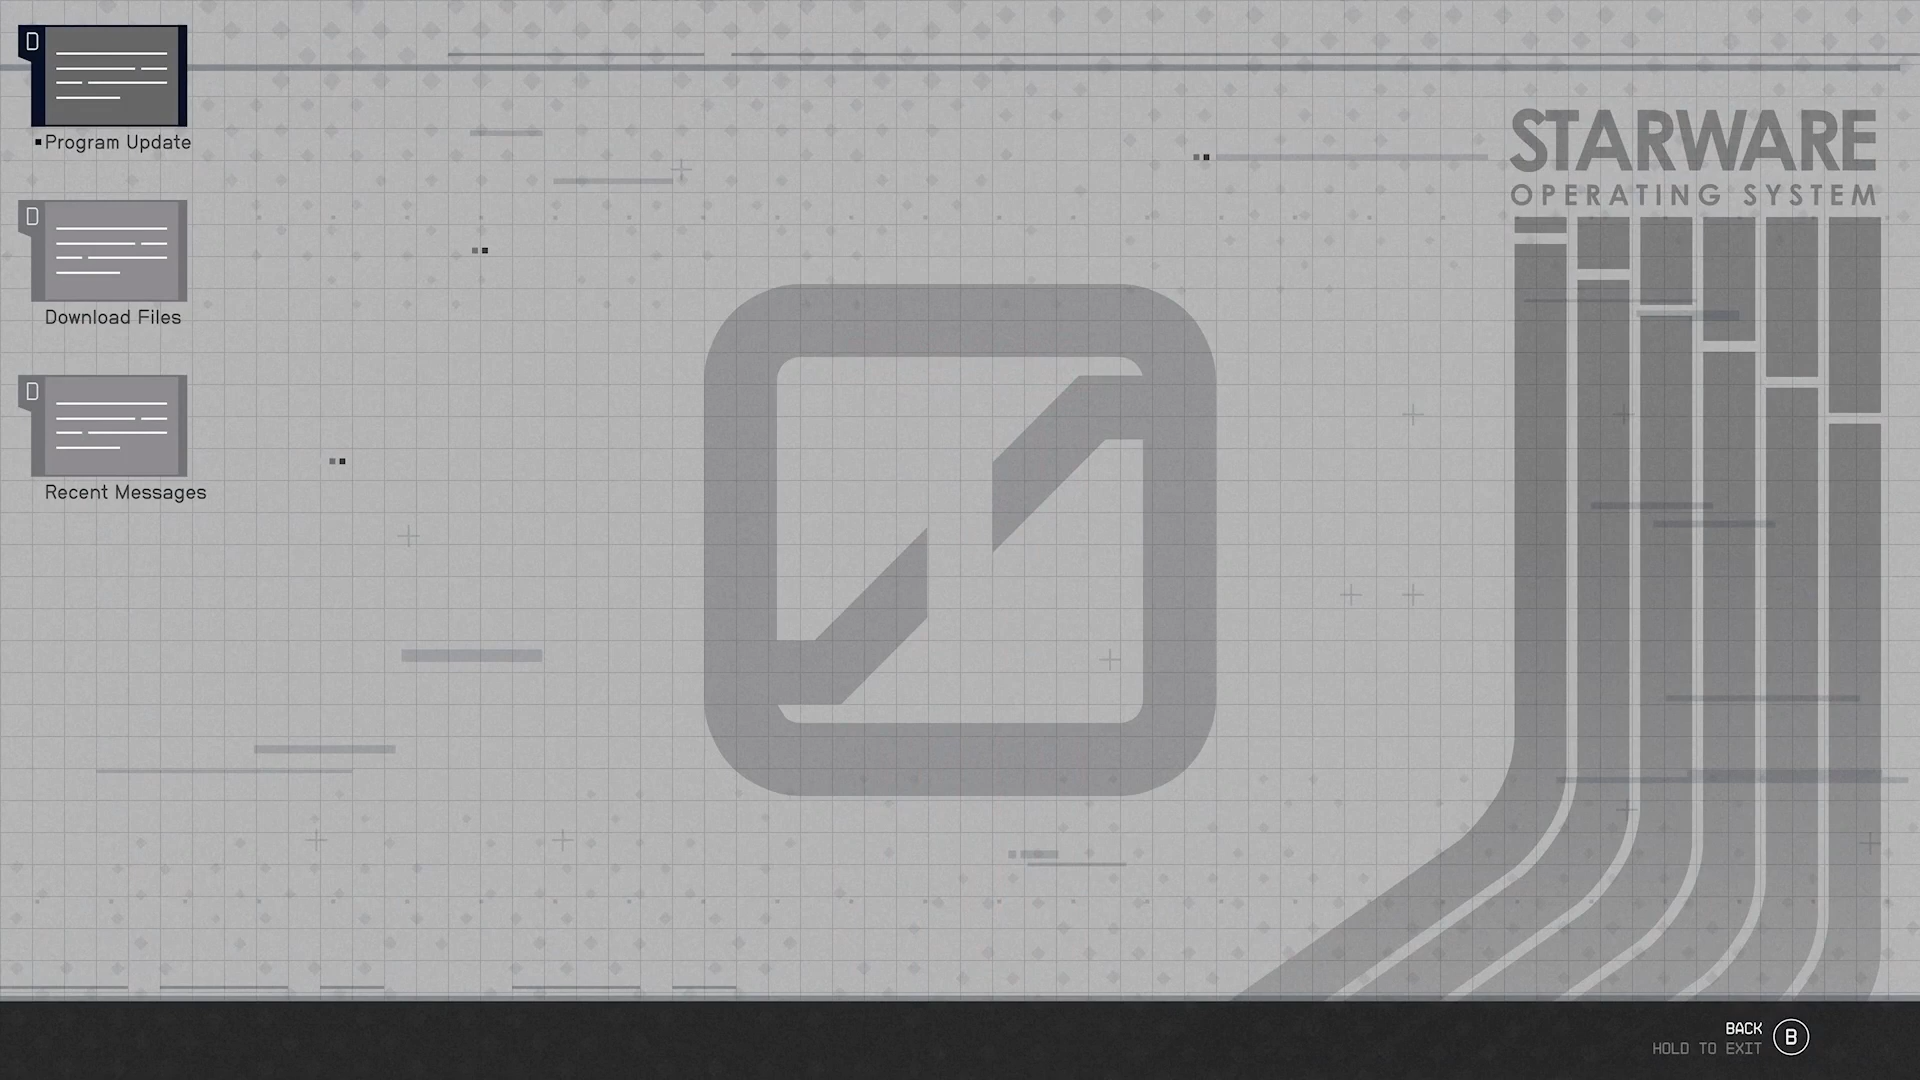 D
Program Update
D
Download Files
D
Recent Messages
STARWARE
OPERATING SYSTEM
BACK
HOLD TO EXIT
B